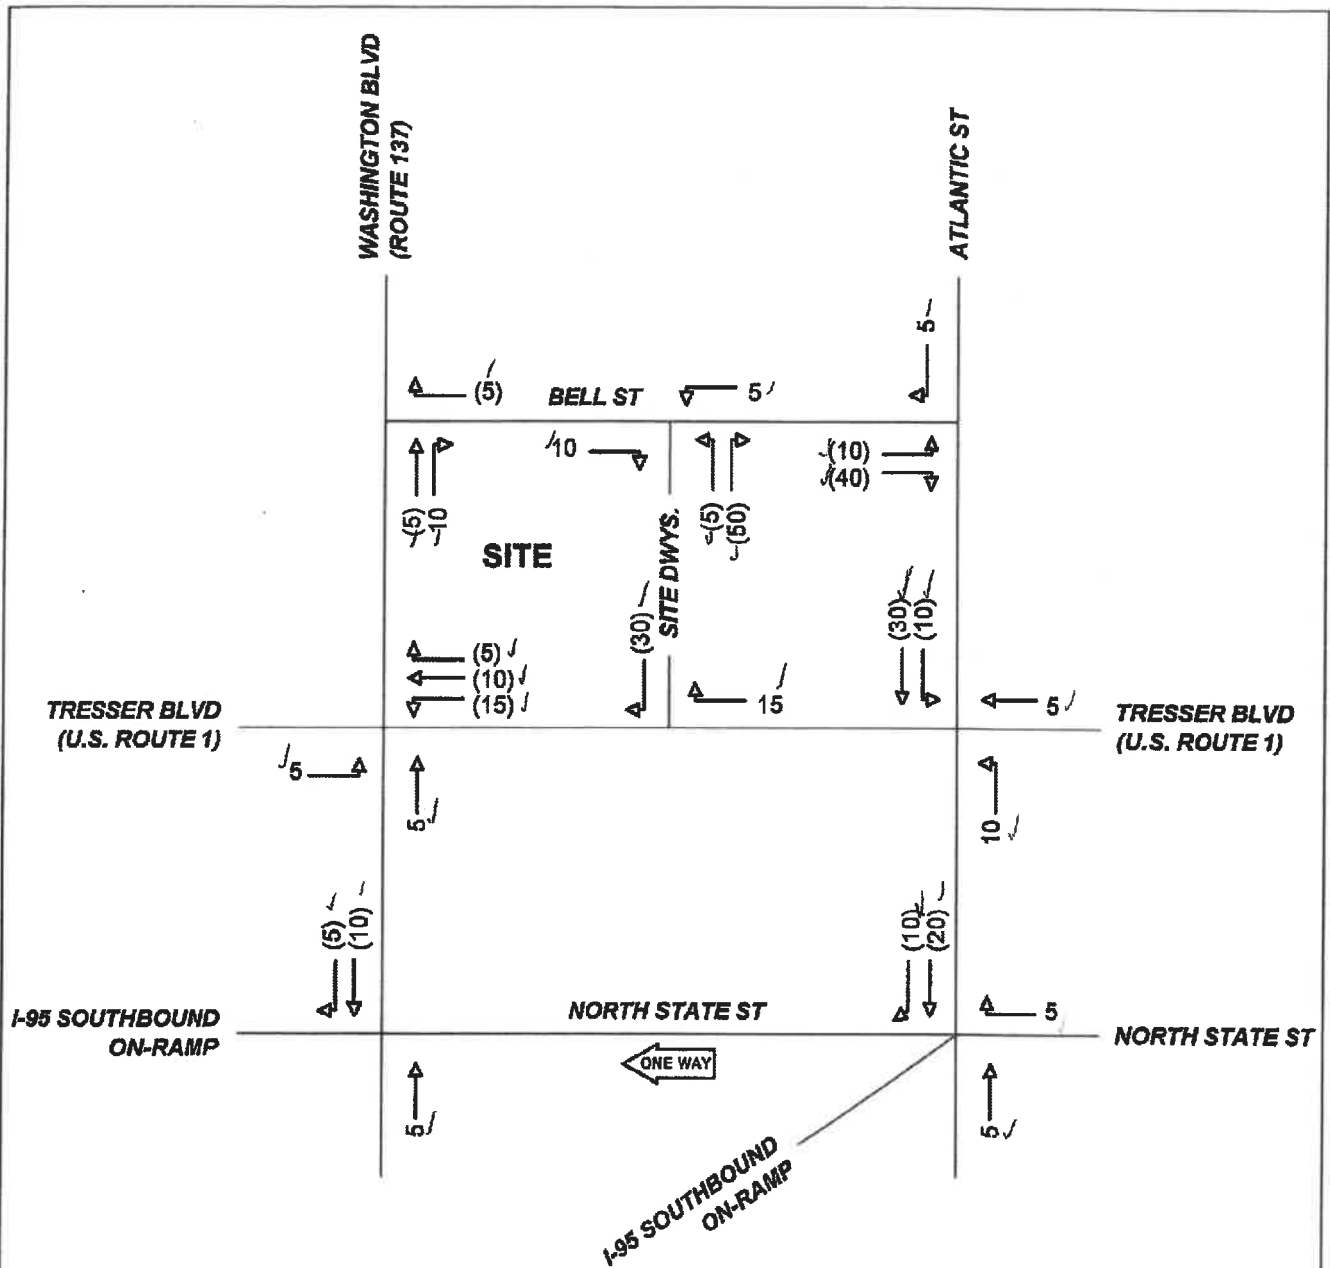 WASHINGTON BLVD
(ROUTE 137)
ATLANTIC ST
5
(5)
BELL ST
5
10
(10)
(40)
(5)
10
(5)
(50)
SITE
SITE DWYS.
(30)
(30)
(10)
(5)
(10)
(15)
15
5
TRESSER BLVD
(U.S. ROUTE 1)
TRESSER BLVD
(U.S. ROUTE 1)
5
5
10
(5)
(10)
(10)
(20)
I-95 SOUTHBOUND
ON-RAMP
NORTH STATE ST
5
NORTH STATE ST
ONE WAY
5
5
I-95 SOUTHBOUND
ON-RAMP